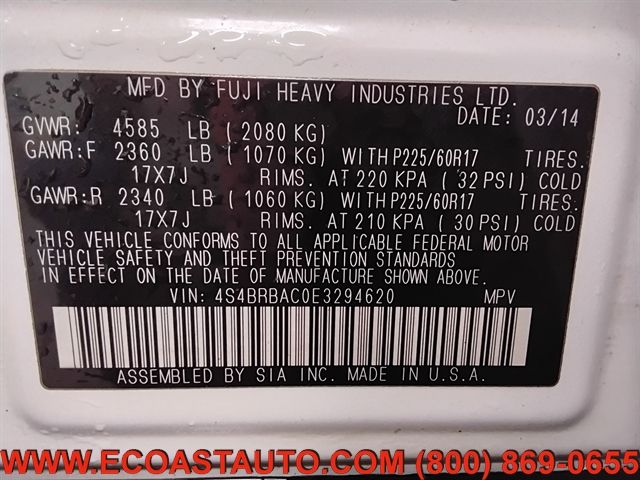 MFD BY FUJI HEAVY INDUSTRIES LTD.
DATE: 03/14
GVWR: 4585 LB (2080 KG)
GAWR:F 2360 LB (1070 KG) WITH P225/60R17 TIRES.
17X7J RIMS. AT 220 KPA (32 PSI) COLD
GAWR:R 2340 LB (1060 KG) WITH P225/60R17 TIRES.
17X7J RIMS. AT 210 KPA (30 PSI) COLD
THIS VEHICLE CONFORMS TO ALL APPLICABLE FEDERAL MOTOR
VEHICLE SAFETY AND THEFT PREVENTION STANDARDS
IN EFFECT ON THE DATE OF MANUFACTURE SHOWN ABOVE.
VIN: 4S4BRBAC0E3294620 MPV
ASSEMBLED BY SIA INC. MADE IN U.S.A.
WWW.ECOASTAUTO.COM (800) 869-0655